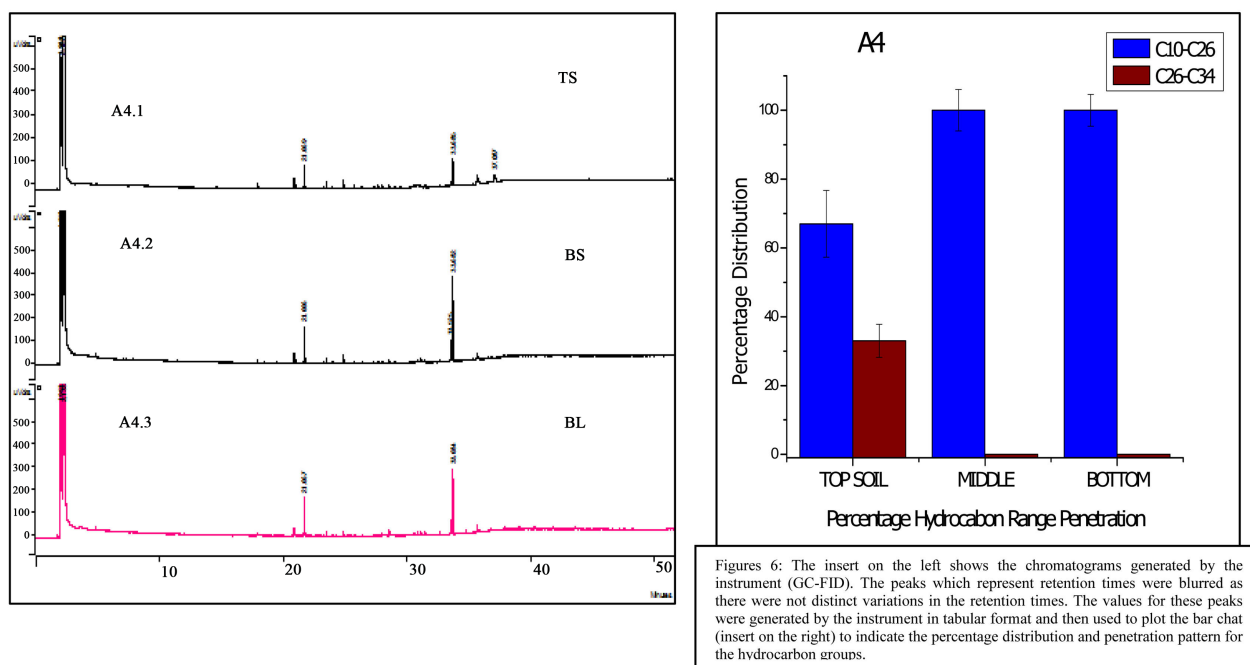 500
400
300
200
100
0
A4.1
TS
500
400
300
200
100
0
A4.2
BS
500
400
300
200
100
0
A4.3
BL
10
20
30
40
50
A4
C10-C26
C26-C34
Percentage Distribution
100
80
60
40
20
0
TOP SOIL
MIDDLE
BOTTOM
Percentage Hydrocabon Range Penetration
Figures 6: The insert on the left shows the chromatograms generated by the
instrument (GC-FID). The peaks which represent retention times were blurred as
there were not distinct variations in the retention times. The values for these peaks
were generated by the instrument in tabular format and then used to plot the bar chat
(insert on the right) to indicate the percentage distribution and penetration pattern for
the hydrocarbon groups.